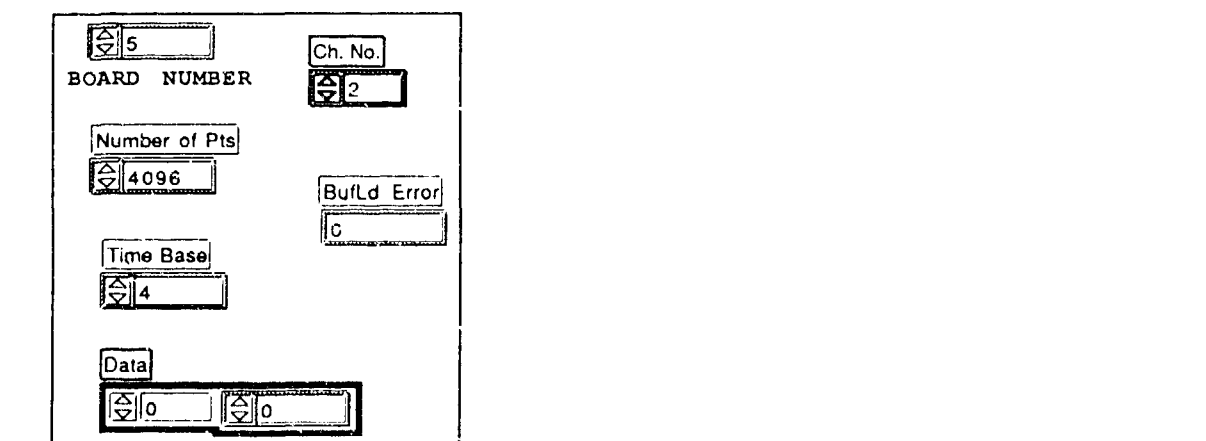 5
BOARD NUMBER
Ch. No.
2
Number of Pts
4096
BufLd Error
0
Time Base
4
Data
0 0